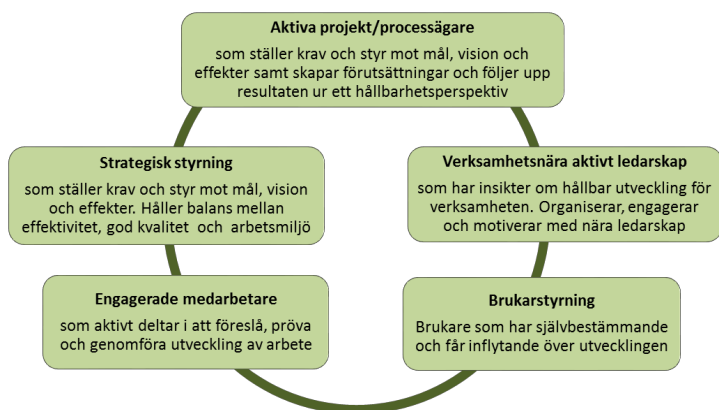 Aktiva projekt/processägare
som ställer krav och styr mot mål, vision och
effekter samt skapar förutsättningar och följer upp
resultaten ur ett hållbarhetsperspektiv
Strategisk styrning
som ställer krav och styr mot mål, vision
och effekter. Håller balans mellan
effektivitet, god kvalitet och arbetsmiljö
Verksamhetsnära aktivt ledarskap
som har insikter om hållbar utveckling för
verksamheten. Organiserar, engagerar
och motiverar med nära ledarskap
Engagerade medarbetare
som aktivt deltar i att föreslå, pröva
och genomföra utveckling av arbete
Brukarstyrning
Brukare som har självbestämmande
och får inflytande över utvecklingen